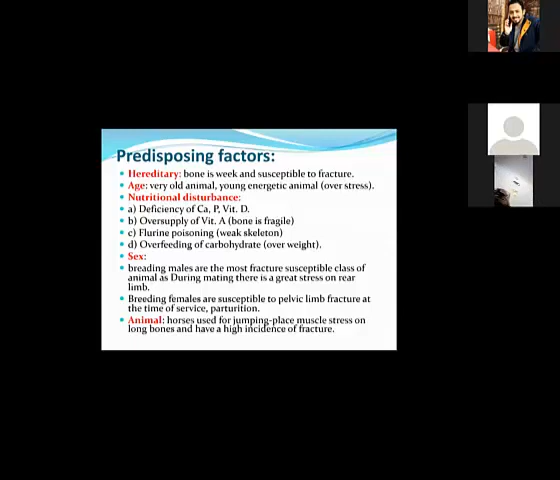 Predisposing factors:
Hereditary: bone is week and susceptible to fracture.
Age: very old animal, young energetic animal (over stress).
Nutritional disturbance:
a) Deficiency of Ca, P, Vit. D.
b) Oversupply of Vit. A (bone is fragile)
c) Flurine poisoning (weak skeleton)
d) Overfeeding of carbohydrate (over weight).
Sex:
breading males are the most fracture susceptible class of
animal as During mating there is a great stress on rear
limb.
Breeding females are susceptible to pelvic limb fracture at
the time of service, parturition.
Animal: horses used for jumping-place muscle stress on
long bones and have a high incidence of fracture.